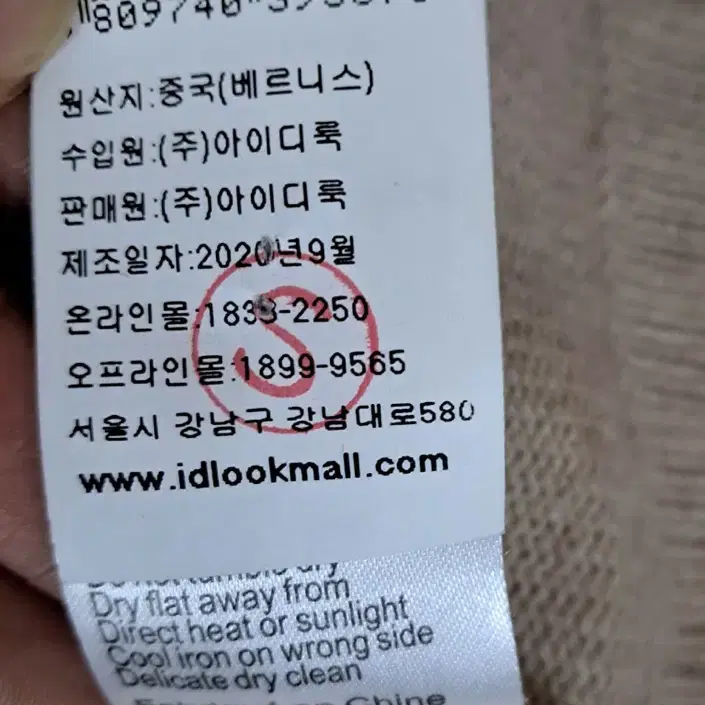 원산지:중국(베르니스)
수입원:(주)아이디룩
판매원:(주)아이디룩
제조일자:2020년9월
온라인몰:1833-2250
오프라인몰:1899-9565
서울시 강남구 강남대로580
www.idlookmall.com
Dry flat away from
Direct heat or sunlight
Cool iron on wrong side
Delicate dry clean